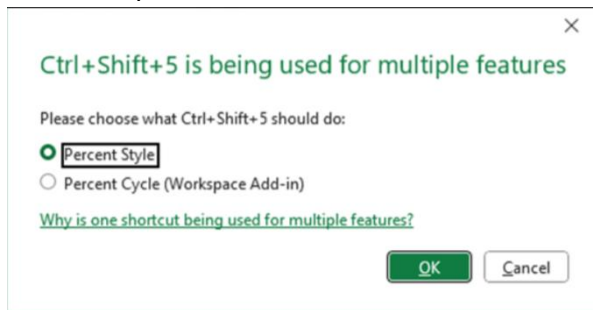 Ctrl+Shift+5 is being used for multiple features
Please choose what Ctrl+Shift+5 should do:
Percent Style
Percent Cycle (Workspace Add-in)
Why is one shortcut being used for multiple features?
OK Cancel